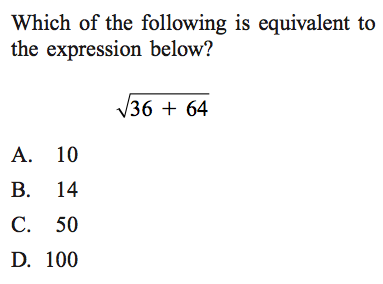 Which of the following is equivalent to
the expression below?
√36 + 64
A. 10
B. 14
C. 50
D. 100